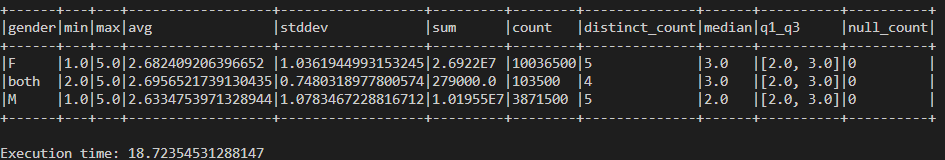 +------+---+---+------------------+------------------+---------+--------+--------------+------+----------+----------+
|gender|min|max|avg               |stddev            |sum      |count   |distinct_count|median|q1_q3     |null_count|
+------+---+---+------------------+------------------+---------+--------+--------------+------+----------+----------+
|F     |1.0|5.0|2.682409206396652 |1.0361944993153245|2.6922E7 |10036500|5             |3.0   |[2.0, 3.0]|0         |
|both  |2.0|5.0|2.6956521739130435|0.7480318977800574|279000.0 |103500  |4             |3.0   |[2.0, 3.0]|0         |
|M     |1.0|5.0|2.6334753971328944|1.0783467228816712|1.01955E7|3871500 |5             |2.0   |[2.0, 3.0]|0         |
+------+---+---+------------------+------------------+---------+--------+--------------+------+----------+----------+
Execution time: 18.72354531288147